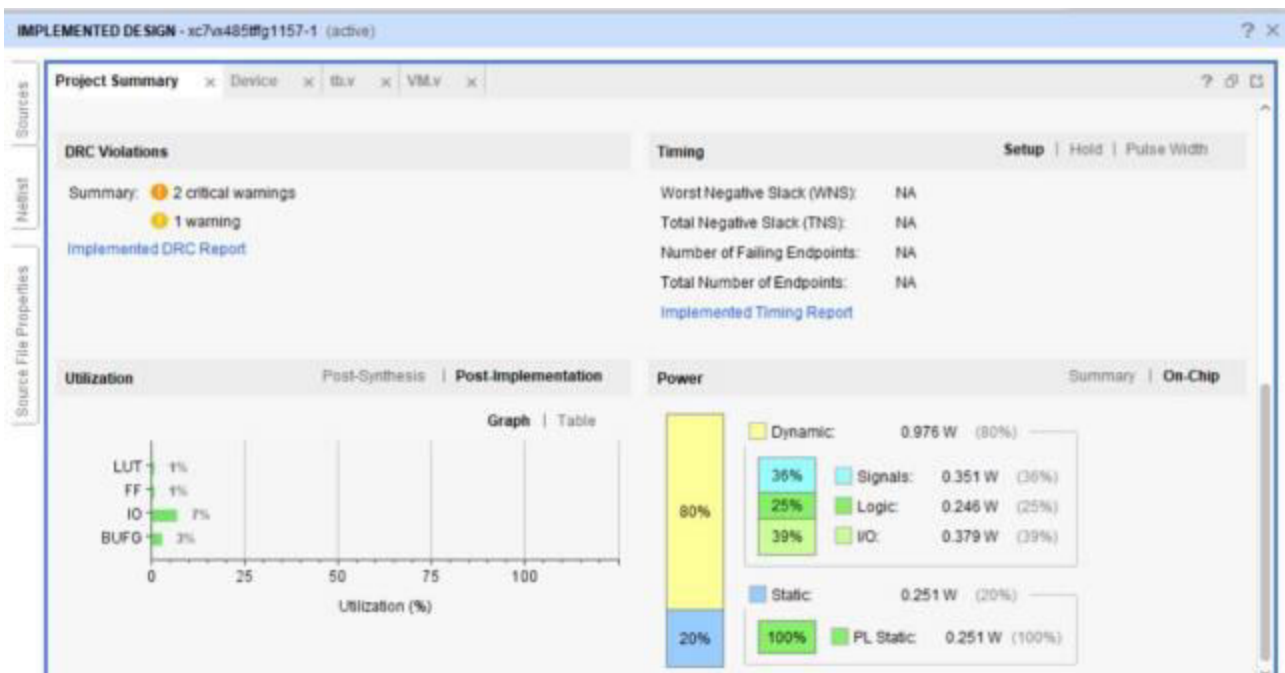 IMPLEMENTED DESIGN - xc7vx485tffg1157-1 (active)
Sources
Netlist
Source File Properties
Project Summary Device tb.v VM.v
DRC Violations
Summary: 2 critical warnings
1 warning
Implemented DRC Report
Timing Setup | Hold | Pulse Width
Worst Negative Slack (WNS): NA
Total Negative Slack (TNS): NA
Number of Failing Endpoints: NA
Total Number of Endpoints: NA
Implemented Timing Report
Utilization Post-Synthesis | Post-Implementation
Graph | Table
LUT 1%
FF 1%
IO 7%
BUFG 3%
0 25 50 75 100
Utilization (%)
Power Summary | On-Chip
80%
20%
Dynamic: 0.976 W (80%)
36% Signals: 0.351 W (36%)
25% Logic: 0.246 W (25%)
39% I/O: 0.379 W (39%)
Static: 0.251 W (20%)
100% PL Static: 0.251 W (100%)